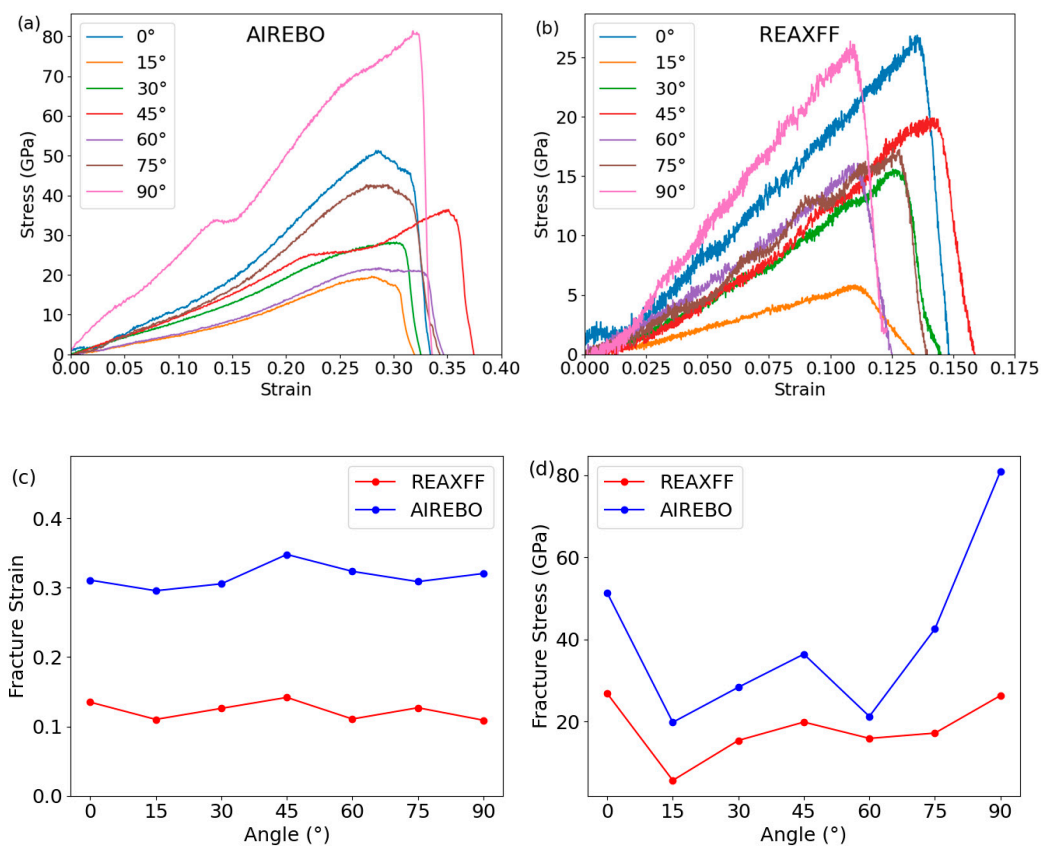 (a)
AIREBO
0°
15°
30°
45°
60°
75°
90°
Stress (GPa)
80
70
60
50
40
30
20
10
0
0.00 0.05 0.10 0.15 0.20 0.25 0.30 0.35 0.40
Strain
(b)
REAXFF
0°
15°
30°
45°
60°
75°
90°
Stress (GPa)
25
20
15
10
5
0
0.000 0.025 0.050 0.075 0.100 0.125 0.150 0.175
Strain
(c)
REAXFF
AIREBO
Fracture Strain
0.4
0.3
0.2
0.1
0.0
0 15 30 45 60 75 90
Angle (°)
(d)
REAXFF
AIREBO
Fracture Stress (GPa)
80
60
40
20
0 15 30 45 60 75 90
Angle (°)